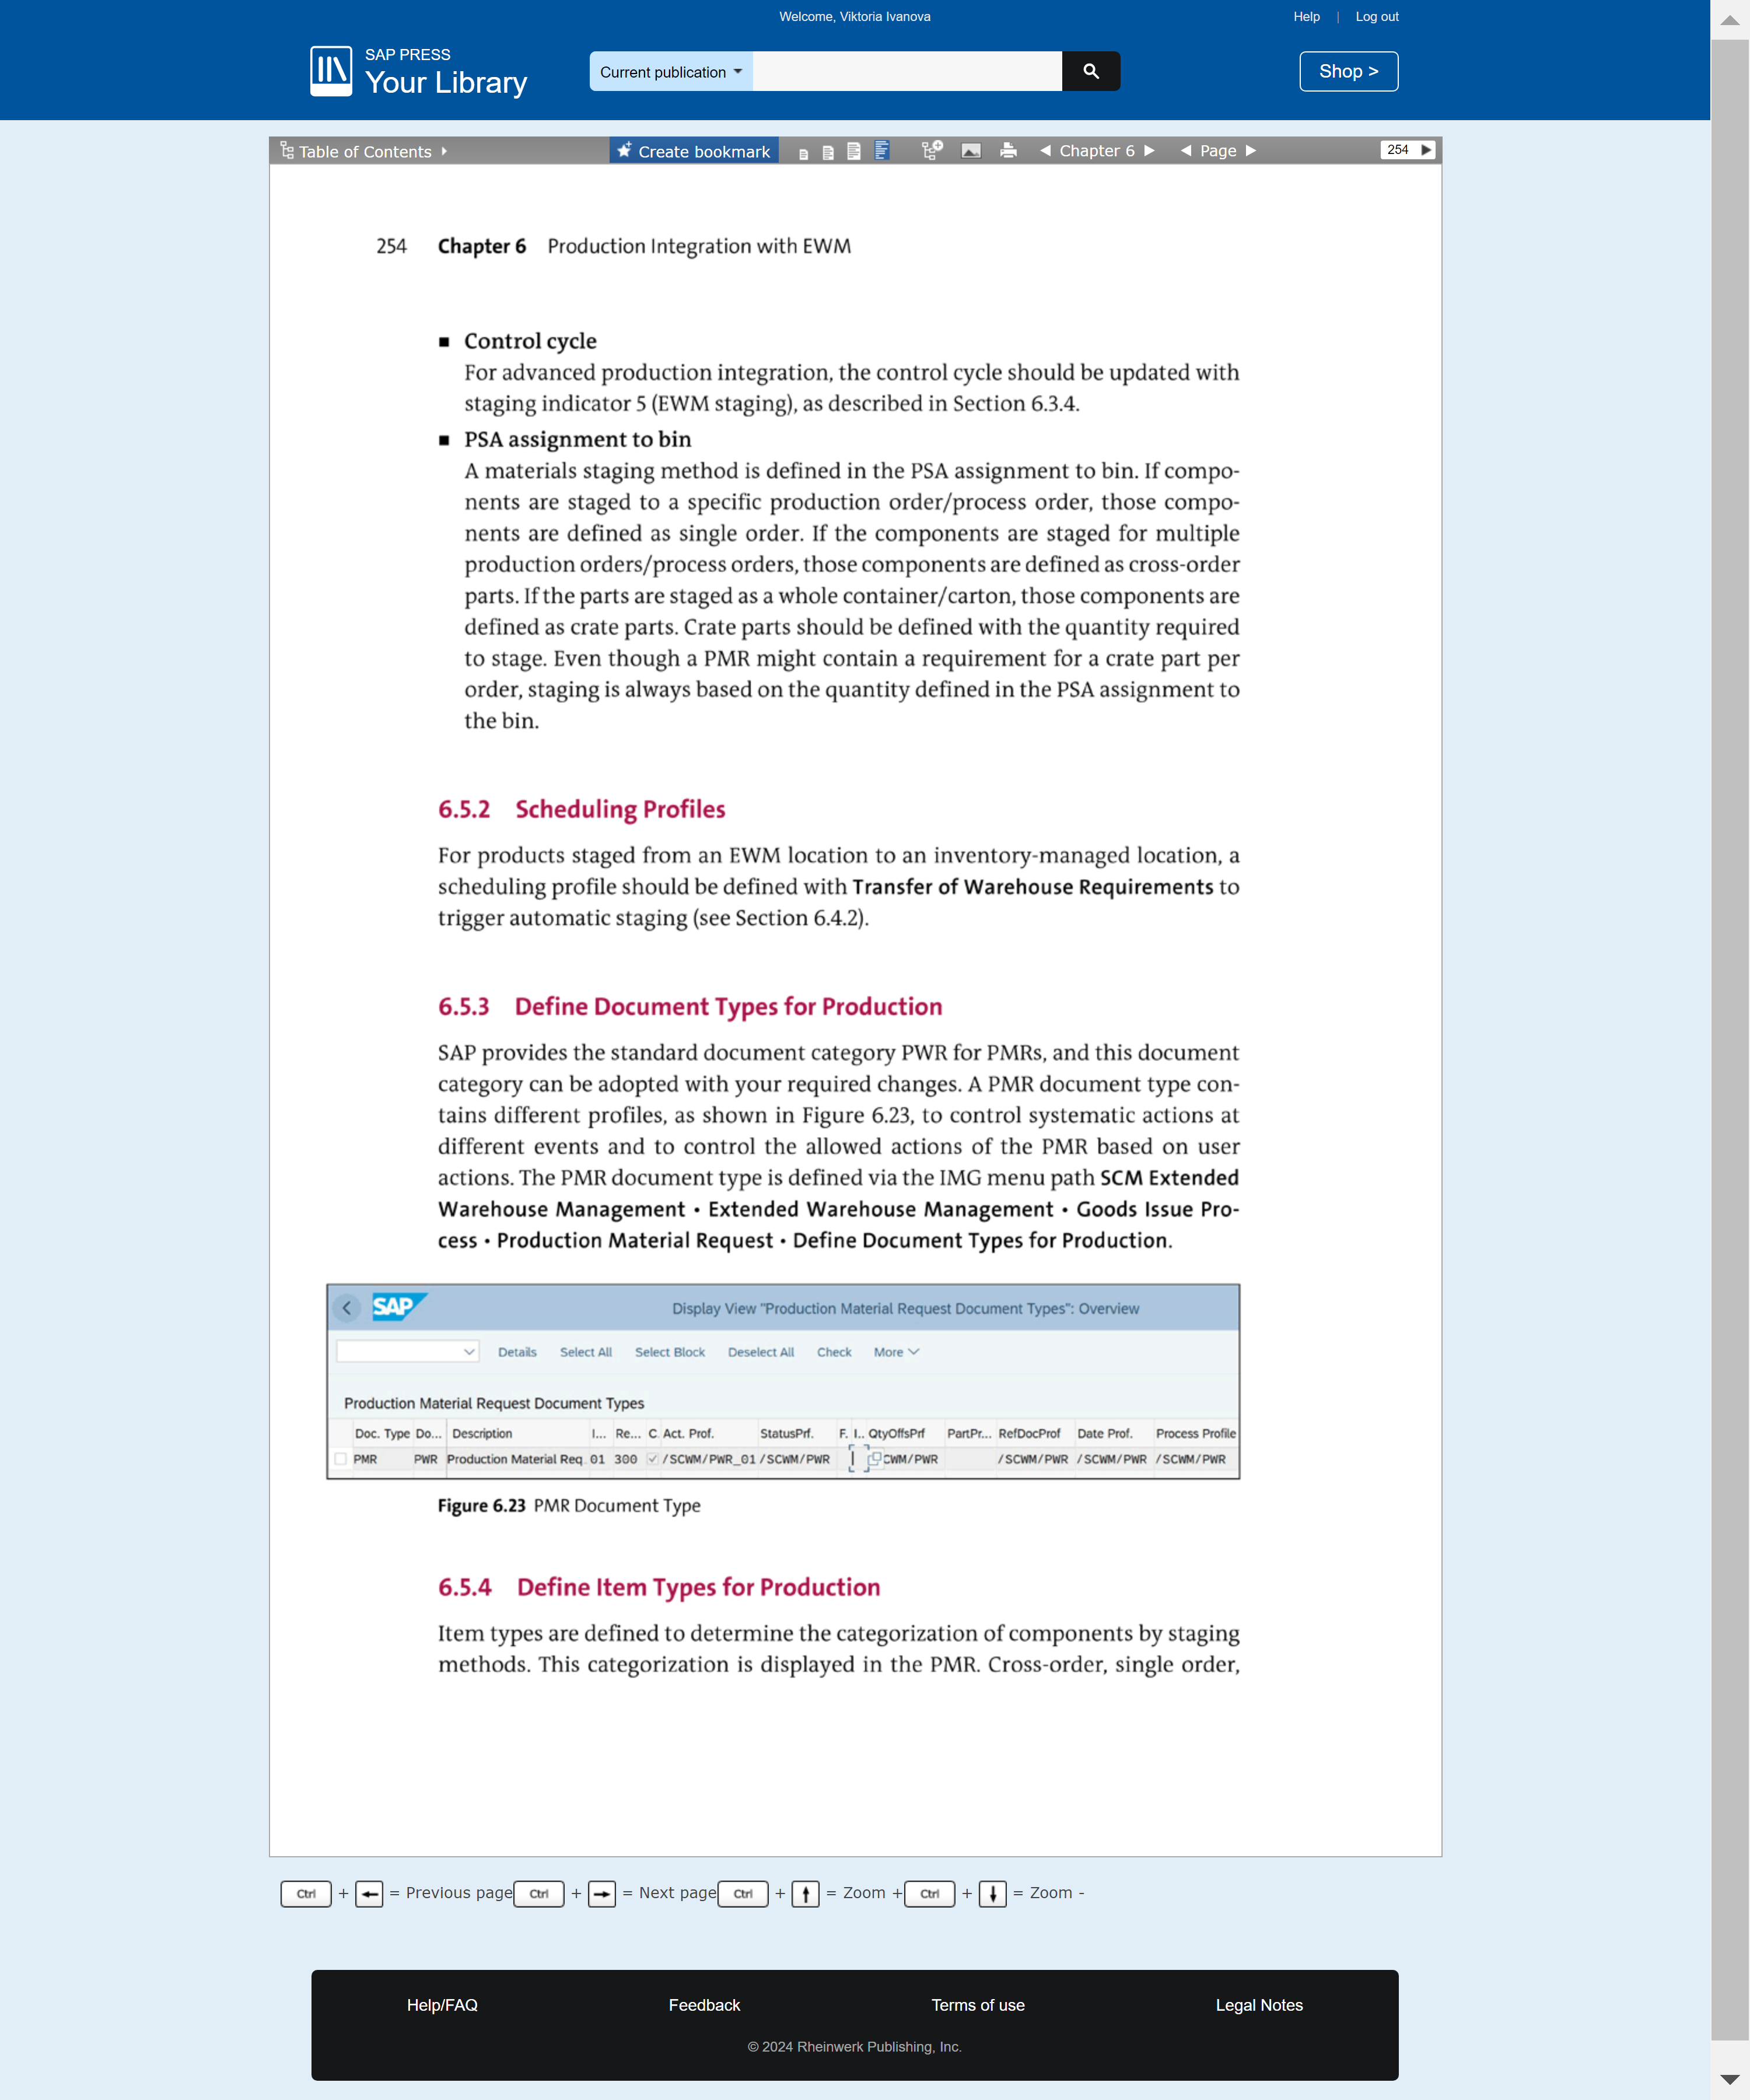 Welcome, Viktoria Ivanova
Help | Log out
SAP PRESS
Your Library
Current publication
Shop >
Table of Contents
Create bookmark
Chapter 6
Page
254
254 Chapter 6 Production Integration with EWM
■ Control cycle
For advanced production integration, the control cycle should be updated with
staging indicator 5 (EWM staging), as described in Section 6.3.4.
■ PSA assignment to bin
A materials staging method is defined in the PSA assignment to bin. If compo-
nents are staged to a specific production order/process order, those compo-
nents are defined as single order. If the components are staged for multiple
production orders/process orders, those components are defined as cross-order
parts. If the parts are staged as a whole container/carton, those components are
defined as crate parts. Crate parts should be defined with the quantity required
to stage. Even though a PMR might contain a requirement for a crate part per
order, staging is always based on the quantity defined in the PSA assignment to
the bin.
6.5.2 Scheduling Profiles
For products staged from an EWM location to an inventory-managed location, a
scheduling profile should be defined with Transfer of Warehouse Requirements to
trigger automatic staging (see Section 6.4.2).
6.5.3 Define Document Types for Production
SAP provides the standard document category PWR for PMRs, and this document
category can be adopted with your required changes. A PMR document type con-
tains different profiles, as shown in Figure 6.23, to control systematic actions at
different events and to control the allowed actions of the PMR based on user
actions. The PMR document type is defined via the IMG menu path SCM Extended
Warehouse Management • Extended Warehouse Management • Goods Issue Pro-
cess • Production Material Request • Define Document Types for Production.
SAP
Display View "Production Material Request Document Types": Overview
Details Select All Select Block Deselect All Check More
Production Material Request Document Types
Doc. Type Do... Description I... Re... C Act. Prof. StatusPrf. F. I.. QtyOffsPrf PartPr... RefDocProf Date Prof. Process Profile
PMR PWR Production Material Req. 01 300 /SCWM/PWR_01 /SCWM/PWR CWM/PWR /SCWM/PWR /SCWM/PWR /SCWM/PWR
Figure 6.23 PMR Document Type
6.5.4 Define Item Types for Production
Item types are defined to determine the categorization of components by staging
methods. This categorization is displayed in the PMR. Cross-order, single order,
Ctrl + ← = Previous page Ctrl + → = Next page Ctrl + ↑ = Zoom + Ctrl + ↓ = Zoom -
Help/FAQ Feedback Terms of use Legal Notes
© 2024 Rheinwerk Publishing, Inc.